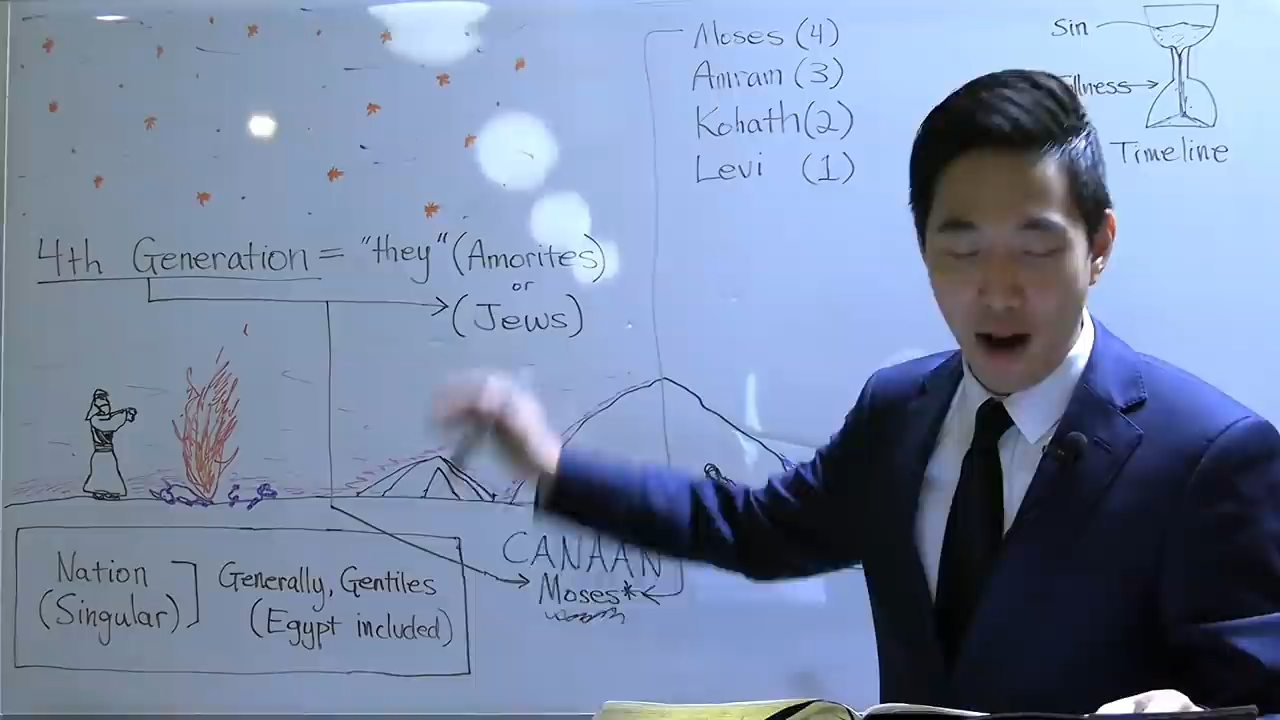 Moses (4)
Amram (3)
Kohath (2)
Levi (1)
Sin
Timeline
4th Generation = "they" (Amorites)
or
(Jews)
CANAAN
Moses*
Nation
(Singular)
Generally, Gentiles
(Egypt included)